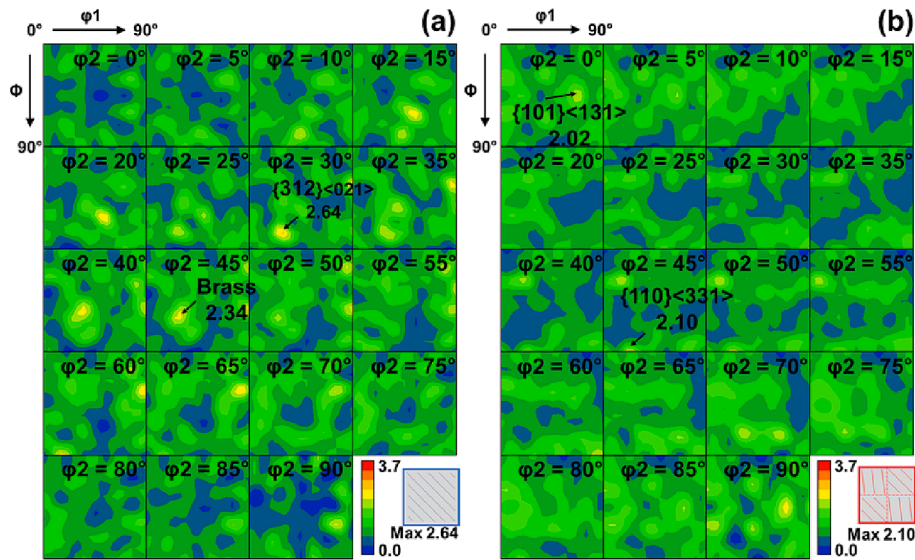 φ1
0° 90°
(a)
Φ
90°
φ2 = 0° φ2 = 5° φ2 = 10° φ2 = 15°
φ2 = 20° φ2 = 25° φ2 = 30° φ2 = 35°
{312}<021>
2.64
φ2 = 40° φ2 = 45° φ2 = 50° φ2 = 55°
Brass
2.34
φ2 = 60° φ2 = 65° φ2 = 70° φ2 = 75°
φ2 = 80° φ2 = 85° φ2 = 90°
3.7
0.0
Max 2.64
φ1
0° 90°
(b)
Φ
90°
φ2 = 0° φ2 = 5° φ2 = 10° φ2 = 15°
{101}<131>
2.02
φ2 = 20° φ2 = 25° φ2 = 30° φ2 = 35°
φ2 = 40° φ2 = 45° φ2 = 50° φ2 = 55°
{110}<331>
2.10
φ2 = 60° φ2 = 65° φ2 = 70° φ2 = 75°
φ2 = 80° φ2 = 85° φ2 = 90°
3.7
0.0
Max 2.10